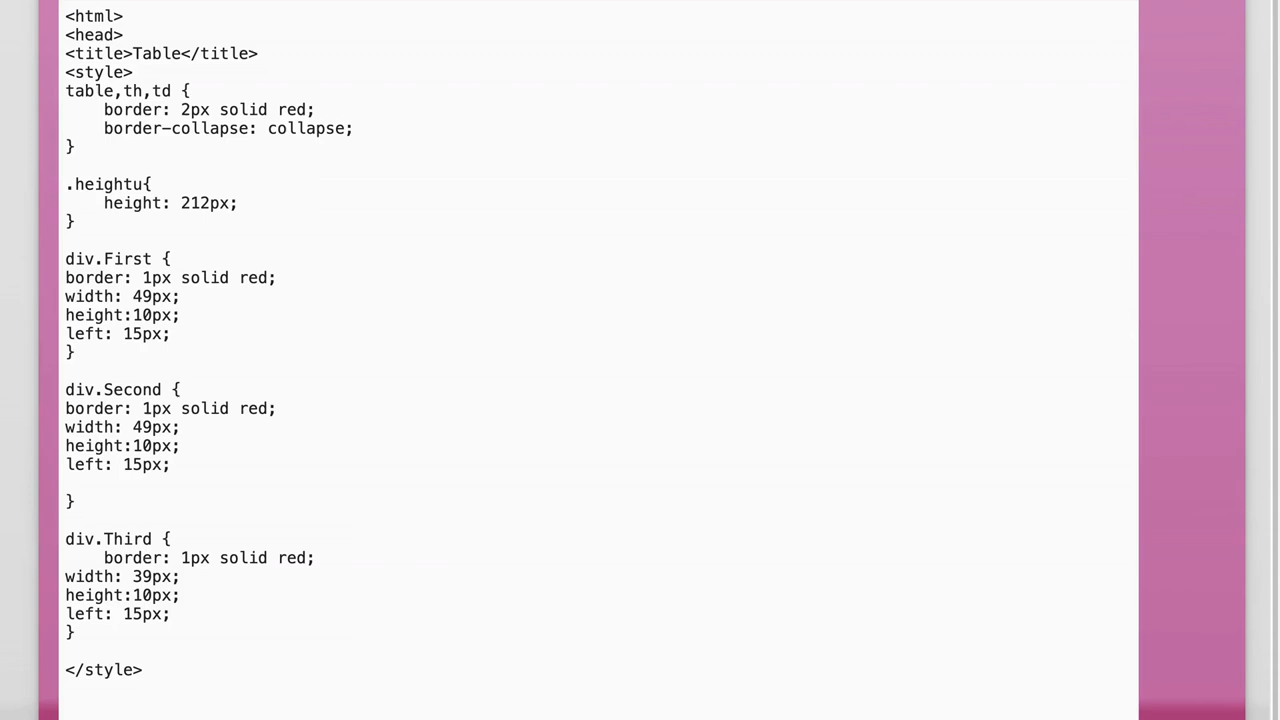 <html>
<head>
<title>Table</title>
<style>
table,th,td {
    border: 2px solid red;
    border-collapse: collapse;
}

.heightu{
    height: 212px;
}

div.First {
border: 1px solid red;
width: 49px;
height:10px;
left: 15px;
}

div.Second {
border: 1px solid red;
width: 49px;
height:10px;
left: 15px;

}

div.Third {
    border: 1px solid red;
width: 39px;
height:10px;
left: 15px;
}

</style>